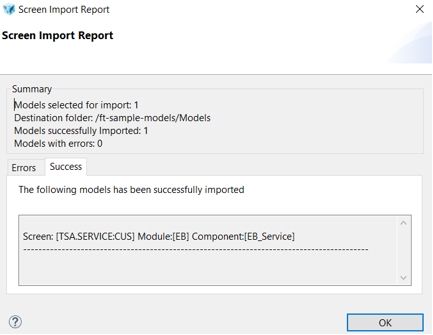 Screen Import Report
Screen Import Report
Summary
Models selected for import: 1
Destination folder: /ft-sample-models/Models
Models successfully Imported: 1
Models with errors: 0
Errors Success
The following models has been successfully imported
Screen: [TSA.SERVICE:CUS] Module:[EB] Component:[EB_Service]
--------------------------------------------------------------------------------
OK